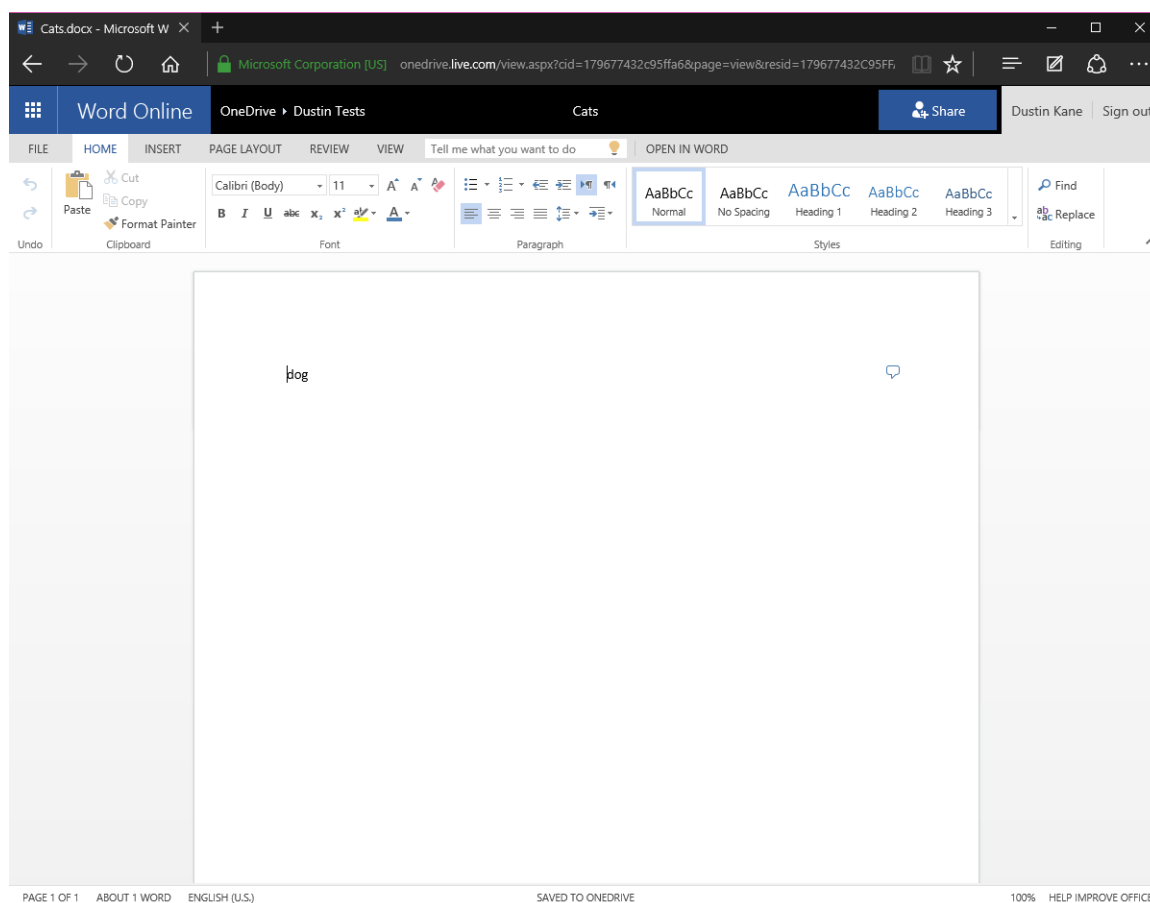 Cats.docx - Microsoft W
Microsoft Corporation [US] onedrive.live.com/view.aspx?cid=179677432c95ffa6&page=view&resid=179677432C95FF
Word Online OneDrive Dustin Tests Cats Share Dustin Kane Sign out
FILE HOME INSERT PAGE LAYOUT REVIEW VIEW Tell me what you want to do OPEN IN WORD
Paste
Cut
Copy
Format Painter
Undo Clipboard
Calibri (Body) 11 A A
B I U abc x₂ x² ab A
Font
Paragraph
AaBbCc AaBbCc AaBbCc AaBbCc AaBbCc
Normal No Spacing Heading 1 Heading 2 Heading 3
Styles
Find
Replace
Editing
dog
PAGE 1 OF 1 ABOUT 1 WORD ENGLISH (U.S.) SAVED TO ONEDRIVE 100% HELP IMPROVE OFFICE